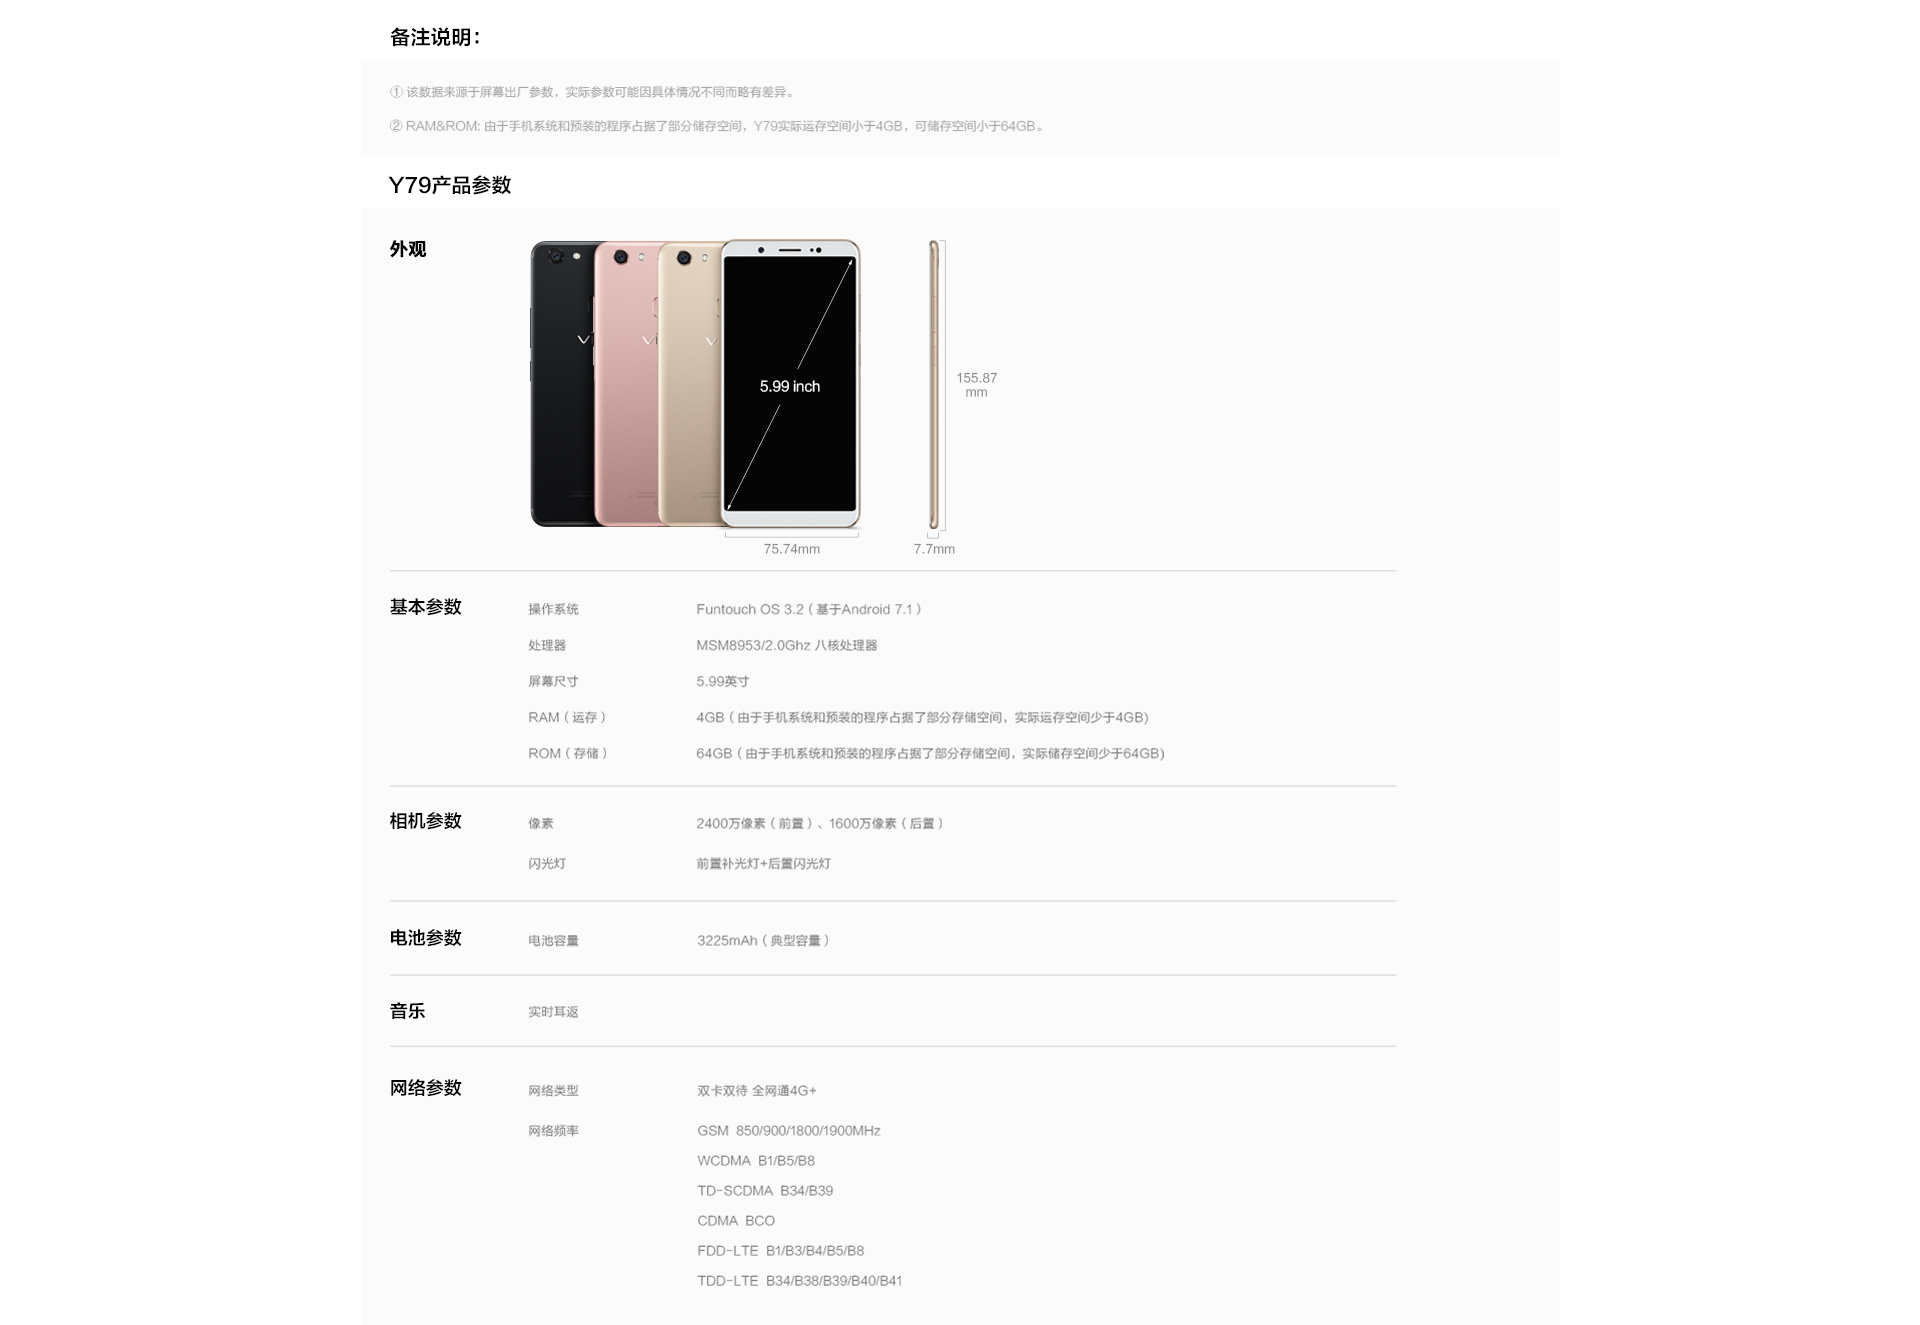 备注说明：
① 该数据来源于屏幕出厂参数，实际参数可能因具体情况不同而略有差异。
② RAM&ROM: 由于手机系统和预装的程序占据了部分储存空间，Y79实际运存空间小于4GB，可储存空间小于64GB。
Y79产品参数
外观
5.99 inch
155.87
mm
75.74mm
7.7mm
基本参数
操作系统 Funtouch OS 3.2（基于Android 7.1）
处理器 MSM8953/2.0Ghz 八核处理器
屏幕尺寸 5.99英寸
RAM（运存） 4GB（由于手机系统和预装的程序占据了部分存储空间，实际运存空间少于4GB)
ROM（存储） 64GB（由于手机系统和预装的程序占据了部分存储空间，实际储存空间少于64GB)
相机参数
像素 2400万像素（前置）、1600万像素（后置）
闪光灯 前置补光灯+后置闪光灯
电池参数
电池容量 3225mAh（典型容量）
音乐
实时耳返
网络参数
网络类型 双卡双待 全网通4G+
网络频率 GSM 850/900/1800/1900MHz
WCDMA B1/B5/B8
TD-SCDMA B34/B39
CDMA BCO
FDD-LTE B1/B3/B4/B5/B8
TDD-LTE B34/B38/B39/B40/B41